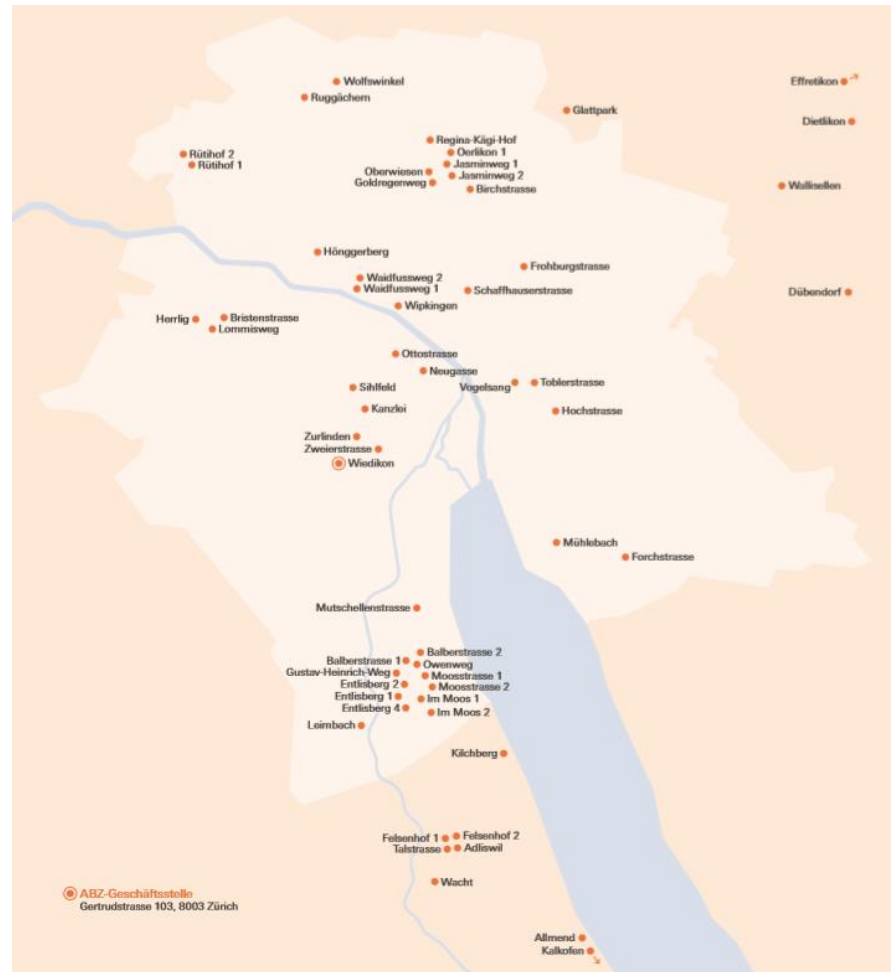 Wolfswinkel
Effretikon
Ruggächern
Glattpark
Dietlikon
Regina-Kägi-Hof
Oerlikon 1
Rütihof 2
Rütihof 1
Jasminweg 1
Oberwiesen
Jasminweg 2
Goldregenweg
Birchstrasse
Wallisellen
Hönggerberg
Frohburgstrasse
Waidfussweg 2
Waidfussweg 1
Schaffhauserstrasse
Dübendorf
Wipkingen
Herrlig
Bristenstrasse
Lommisweg
Ottostrasse
Neugasse
Vogelsang
Toblerstrasse
Sihlfeld
Kanzlei
Hochstrasse
Zurlinden
Zweierstrasse
Wiedikon
Mühlebach
Forchstrasse
Mutschellenstrasse
Balberstrasse 2
Balberstrasse 1
Owenweg
Gustav-Heinrich-Weg
Moosstrasse 1
Entlisberg 2
Moosstrasse 2
Entlisberg 1
Im Moos 1
Entlisberg 4
Im Moos 2
Leimbach
Kilchberg
Felsenhof 1
Felsenhof 2
Talstrasse
Adliswil
Wacht
ABZ-Geschäftsstelle
Gertrudstrasse 103, 8003 Zürich
Allmend
Kalkofen